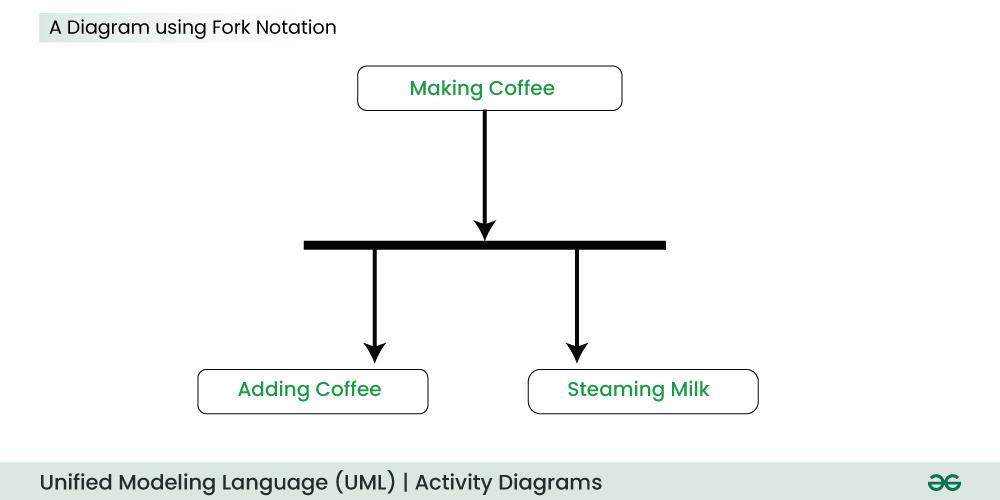 A Diagram using Fork Notation
Making Coffee
Adding Coffee
Steaming Milk
Unified Modeling Language (UML) | Activity Diagrams